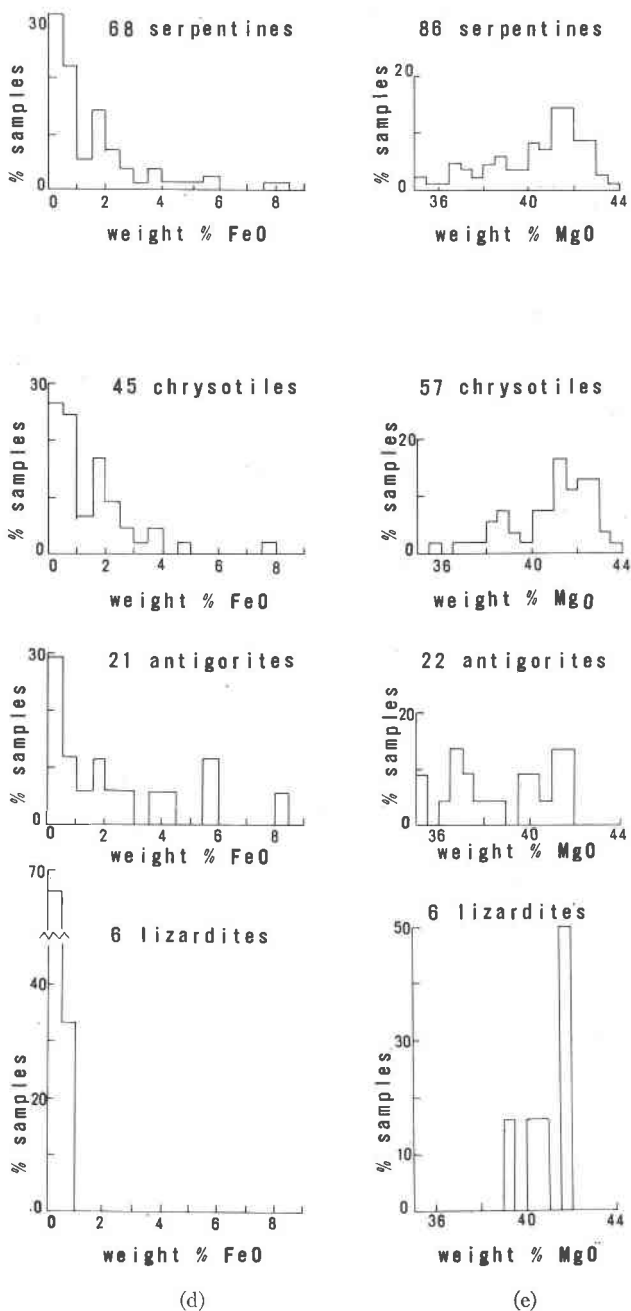 68 serpentines
30
% samples
0
0 2 4 6 8
weight % FeO
86 serpentines
20
% samples
0
36 40 44
weight % MgO
45 chrysotiles
30
% samples
0
0 2 4 6 8
weight % FeO
57 chrysotiles
20
% samples
0
36 40 44
weight % MgO
21 antigorites
30
% samples
0
0 2 4 6 8
weight % FeO
22 antigorites
20
% samples
0
36 40 44
weight % MgO
6 lizardites
70
40
20
% samples
0
0 2 4 6 8
weight % FeO
(d)
6 lizardites
50
30
10
% samples
0
36 40 44
weight % MgO
(e)